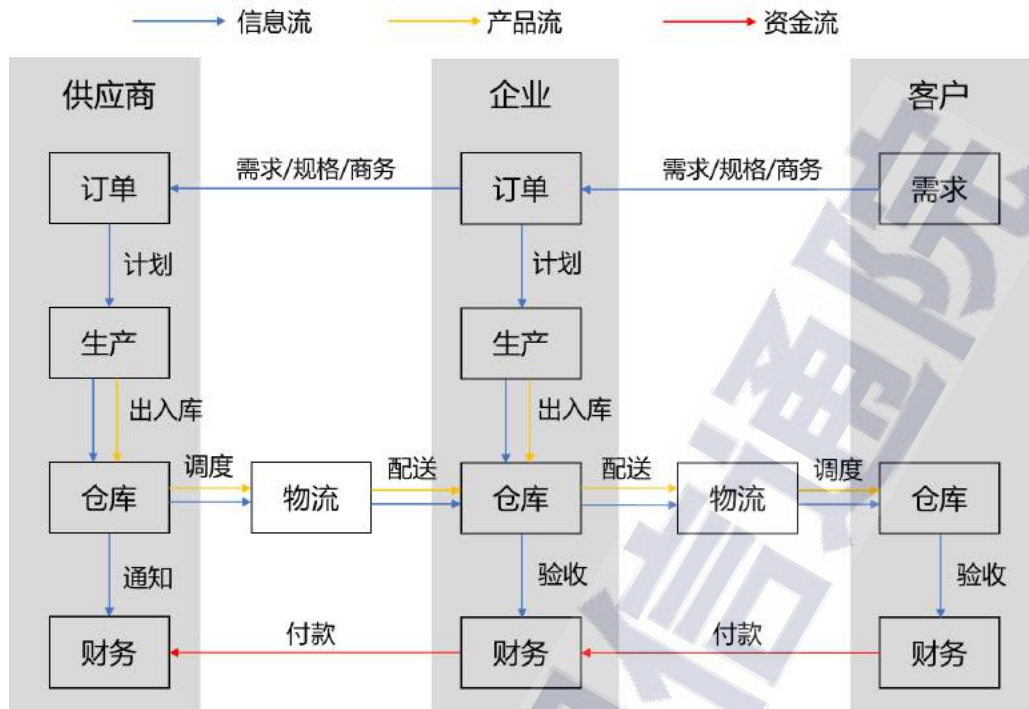 信息流 产品流 资金流
供应商 企业 客户
需求/规格/商务 需求/规格/商务
订单 订单 需求
计划 计划
生产 生产
出入库 出入库
调度 配送 配送 调度
仓库 物流 仓库 物流 仓库
通知 验收 验收
付款 付款
财务 财务 财务
信通院